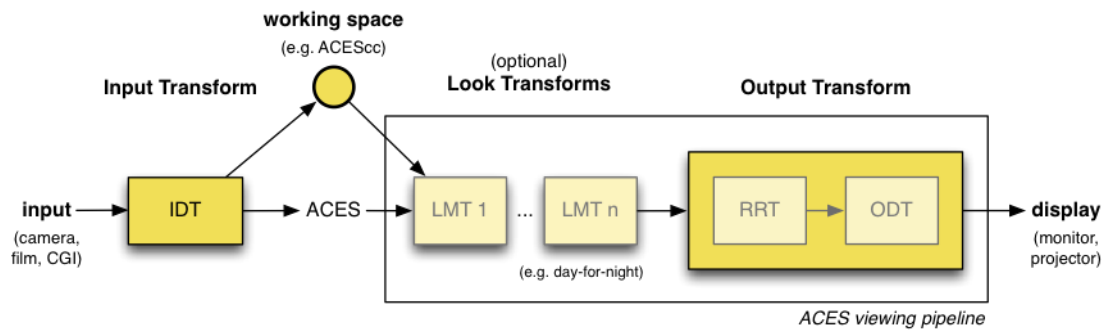 working space
(e.g. ACEScc)
(optional)
Input Transform
Look Transforms
Output Transform
input
(camera,
film, CGI)
IDT
ACES
LMT 1
...
LMT n
(e.g. day-for-night)
RRT
ODT
display
(monitor,
projector)
ACES viewing pipeline